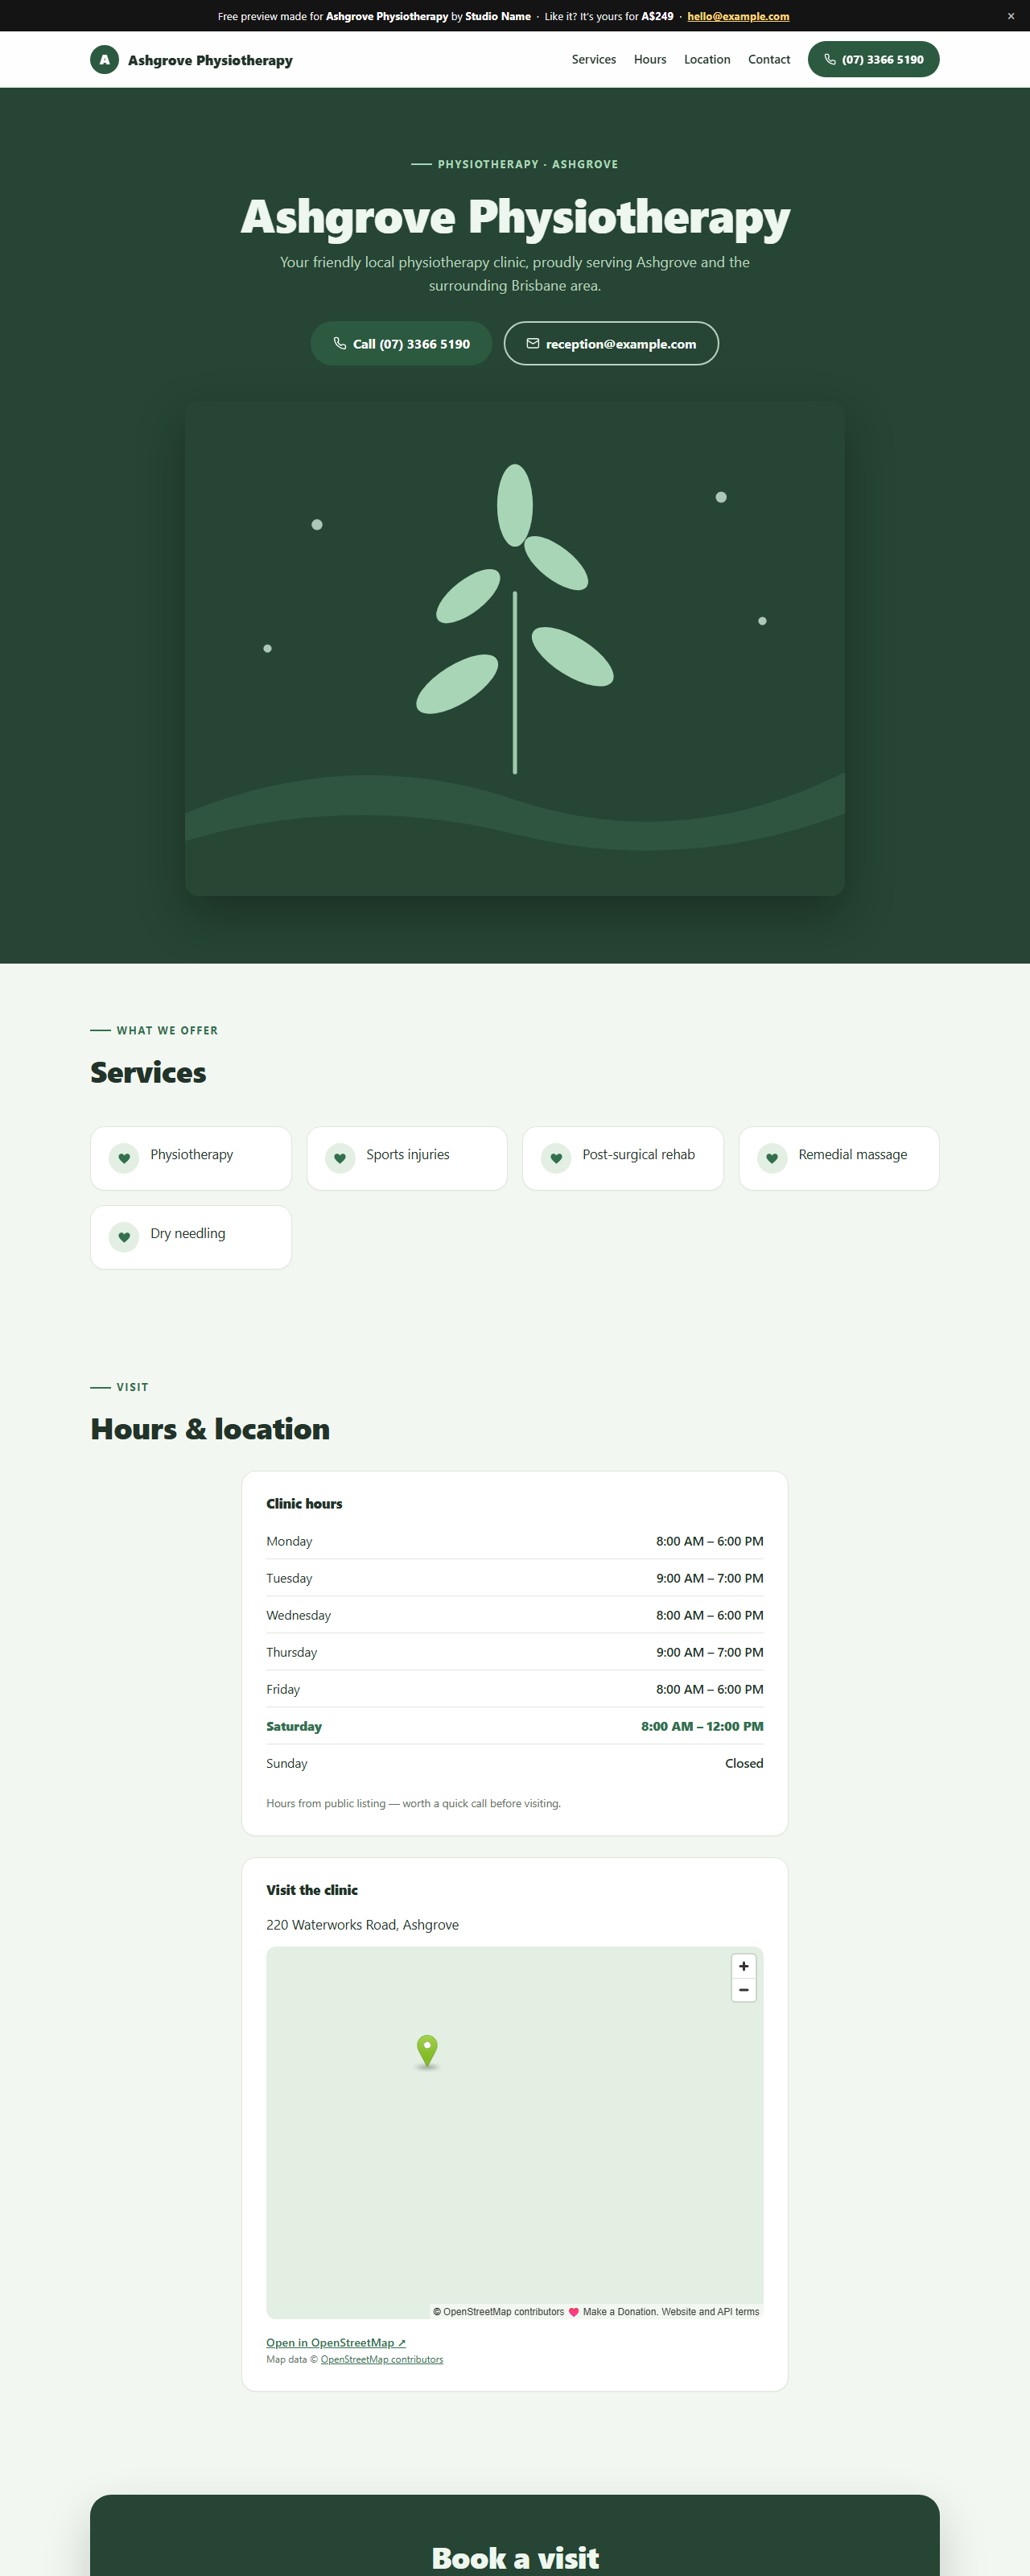 Free preview made for Ashgrove Physiotherapy by Studio Name · Like it? It's yours for A$249 · hello@example.com ×
A Ashgrove Physiotherapy Services Hours Location Contact (07) 3366 5190
PHYSIOTHERAPY · ASHGROVE
Ashgrove Physiotherapy
Your friendly local physiotherapy clinic, proudly serving Ashgrove and the
surrounding Brisbane area.
Call (07) 3366 5190 reception@example.com
WHAT WE OFFER
Services
Physiotherapy Sports injuries Post-surgical rehab Remedial massage
Dry needling
VISIT
Hours & location
Clinic hours
Monday 8:00 AM – 6:00 PM
Tuesday 9:00 AM – 7:00 PM
Wednesday 8:00 AM – 6:00 PM
Thursday 9:00 AM – 7:00 PM
Friday 8:00 AM – 6:00 PM
Saturday 8:00 AM – 12:00 PM
Sunday Closed
Hours from public listing — worth a quick call before visiting.
Visit the clinic
220 Waterworks Road, Ashgrove
+
−
© OpenStreetMap contributors ♥ Make a Donation. Website and API terms
Open in OpenStreetMap ↗
Map data © OpenStreetMap contributors
Book a visit